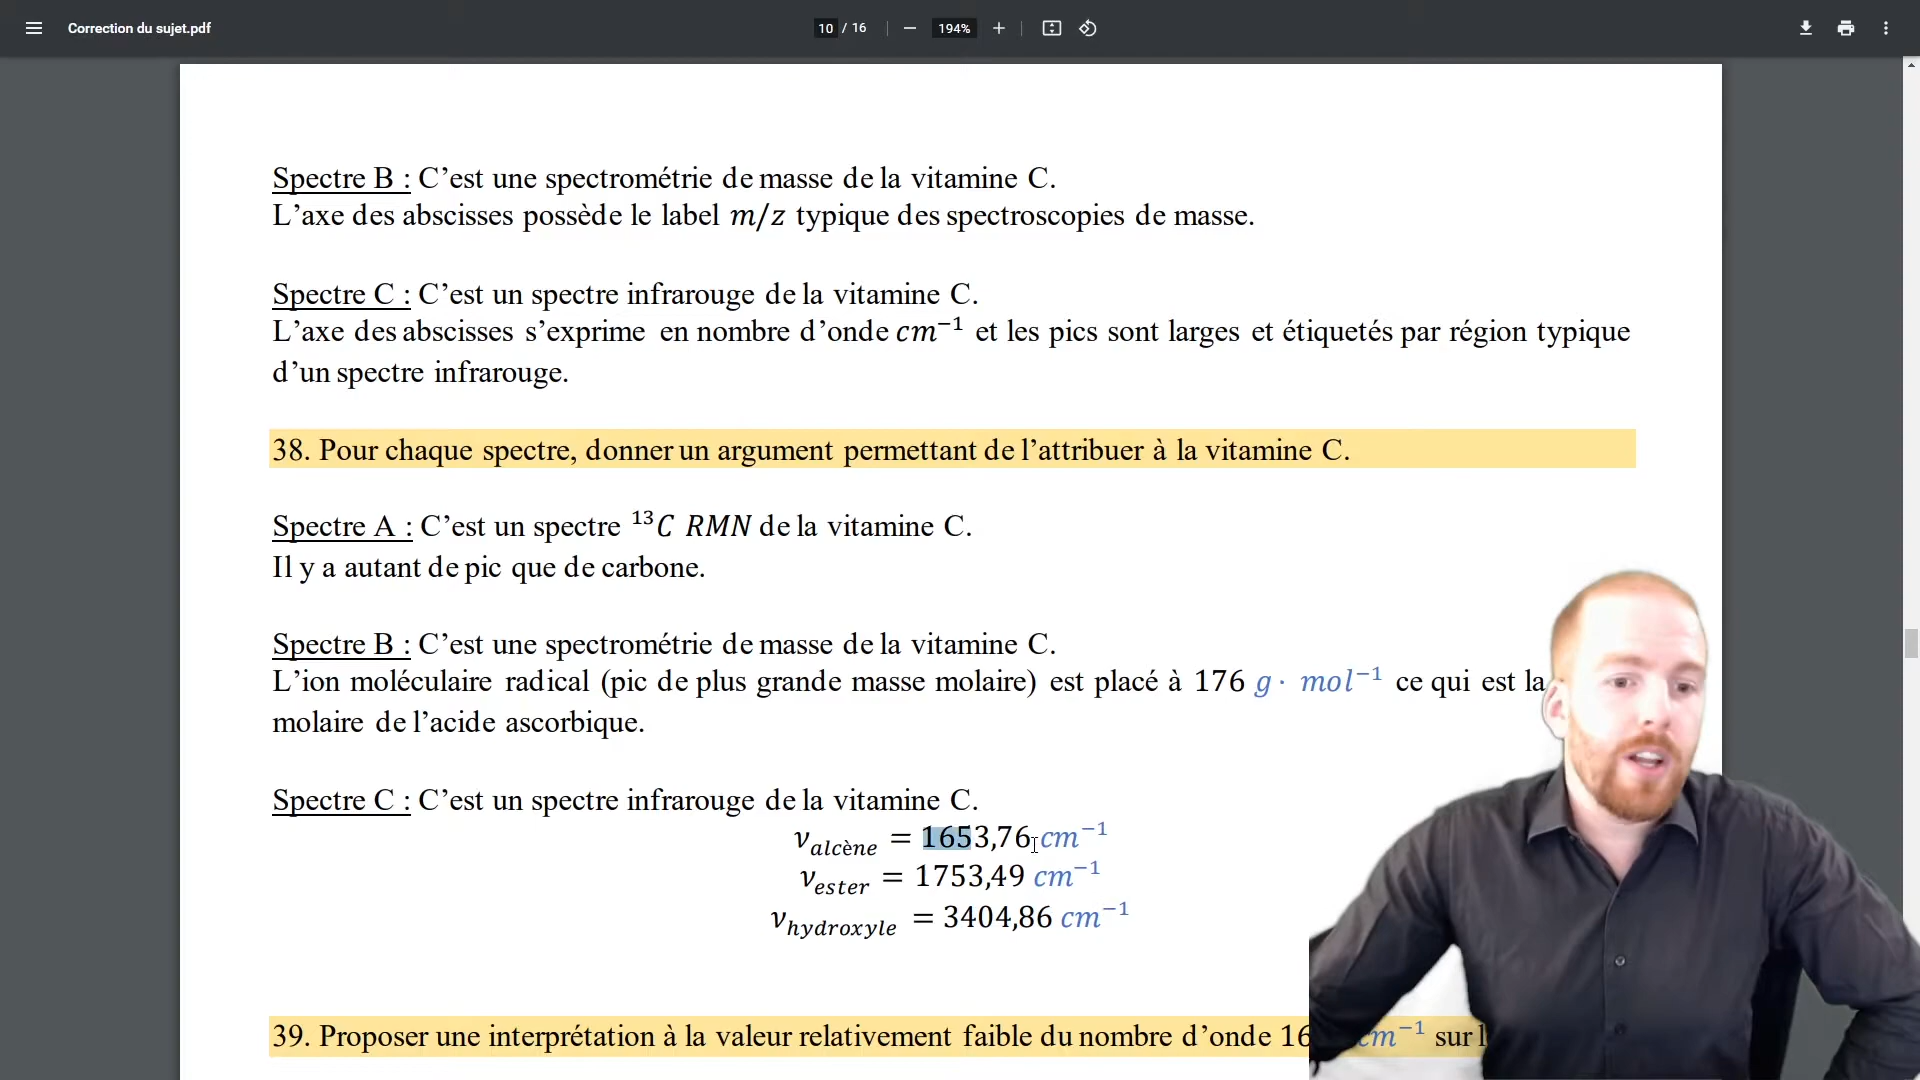 Correction du sujet.pdf
10 / 16
194%
Spectre B : C’est une spectrométrie de masse de la vitamine C.
L’axe des abscisses possède le label m/z typique des spectroscopies de masse.
Spectre C : C’est un spectre infrarouge de la vitamine C.
L’axe des abscisses s’exprime en nombre d’onde cm⁻¹ et les pics sont larges et étiquetés par région typique
d’un spectre infrarouge.
38. Pour chaque spectre, donner un argument permettant de l’attribuer à la vitamine C.
Spectre A : C’est un spectre ¹³C RMN de la vitamine C.
Il y a autant de pic que de carbone.
Spectre B : C’est une spectrométrie de masse de la vitamine C.
L’ion moléculaire radical (pic de plus grande masse molaire) est placé à 176 g · mol⁻¹ ce qui est la
molaire de l’acide ascorbique.
Spectre C : C’est un spectre infrarouge de la vitamine C.
ν_alcène = 1653,76 cm⁻¹
ν_ester = 1753,49 cm⁻¹
ν_hydroxyle = 3404,86 cm⁻¹
39. Proposer une interprétation à la valeur relativement faible du nombre d’onde 16 cm⁻¹ sur